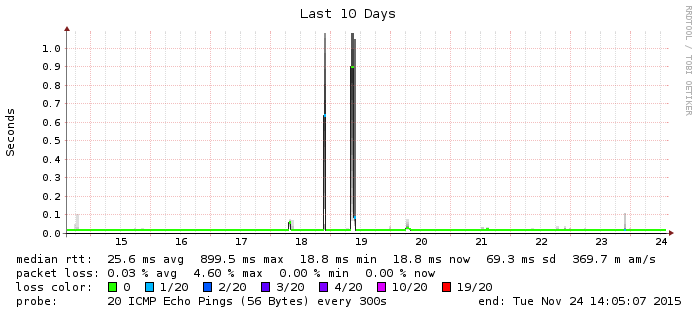 Last 10 Days
RRDTOOL / TOBI OETIKER
Seconds
1.0
0.9
0.8
0.7
0.6
0.5
0.4
0.3
0.2
0.1
0.0
15 16 17 18 19 20 21 22 23 24
median rtt: 25.6 ms avg 899.5 ms max 18.8 ms min 18.8 ms now 69.3 ms sd 369.7 m am/s
packet loss: 0.03 % avg 4.60 % max 0.00 % min 0.00 % now
loss color: 0 1/20 2/20 3/20 4/20 10/20 19/20
probe: 20 ICMP Echo Pings (56 Bytes) every 300s end: Tue Nov 24 14:05:07 2015